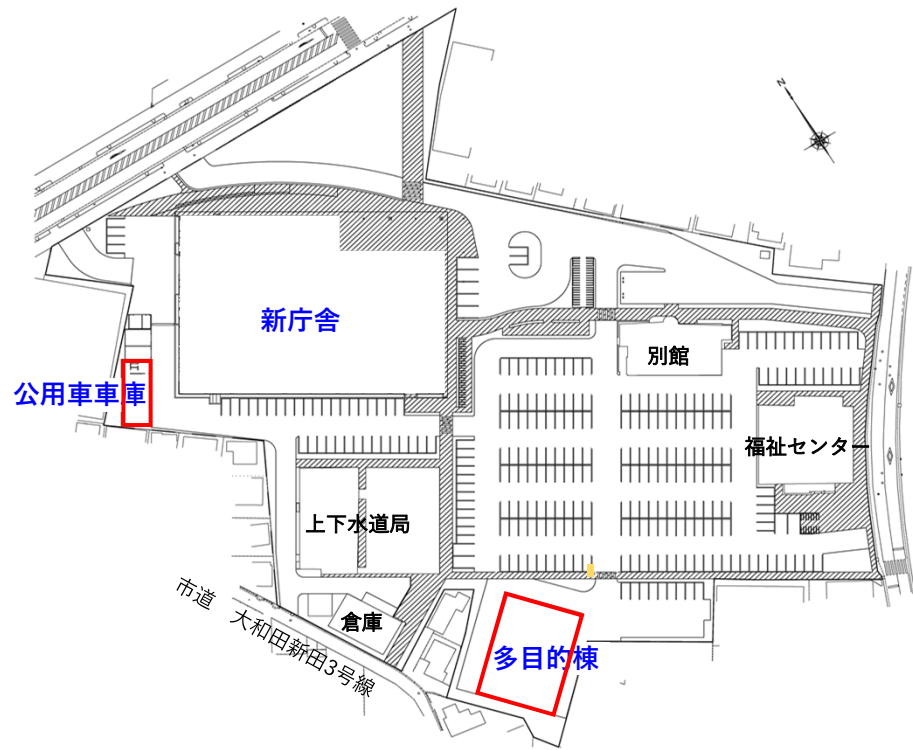 N
新庁舎
別館
公用車車庫
福祉センター
上下水道局
市道 大和田新田3号線
倉庫
多目的棟